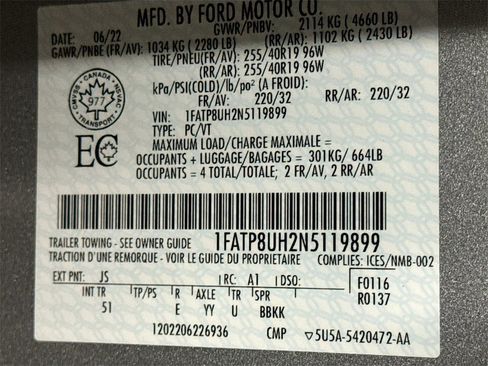 MFD. BY FORD MOTOR CO.
DATE: 06/22 GVWR/PNBV: 2114 KG (4660 LB)
GAWR/PNBE (FR/AV): 1034 KG (2280 LB) (RR/AR): 1102 KG (2430 LB)
TIRE/PNEU(FR/AV): 255/40R19 96W
(RR/AR): 255/40R19 96W
kPa/PSI(COLD)/lb/po² (A FROID):
FR/AV: 220/32 RR/AR: 220/32
CMVSS - CANADA - NSVAC
977
TRANSPORT
VIN: 1FATP8UH2N5119899
TYPE: PC/VT
EC
MAXIMUM LOAD/CHARGE MAXIMALE =
OCCUPANTS + LUGGAGE/BAGAGES = 301KG/ 664LB
OCCUPANTS = 4 TOTAL/TOTALE; 2 FR/AV, 2 RR/AR
TRAILER TOWING - SEE OWNER GUIDE 1FATP8UH2N5119899
TRACTION D'UNE REMORQUE - VOIR LE GUIDE DU PROPRIETAIRE COMPLIES: ICES/NMB-002
EXT PNT: JS RC: A1 DSO: F0116
INT TR TP/PS R AXLE TR SPR R0137
51 E YY U BBKK
1202206226936 CMP 5U5A-5420472-AA